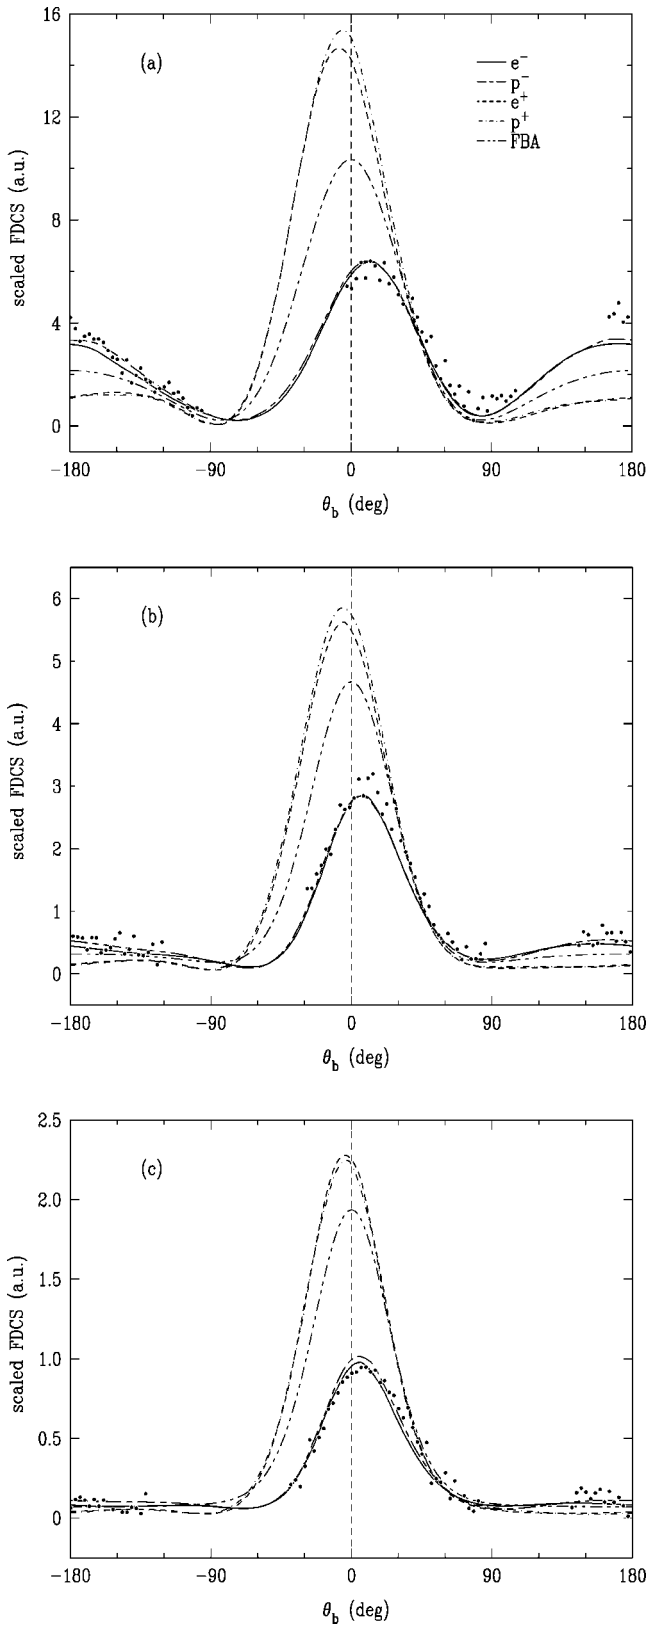 16
12
8
4
0
scaled FDCS (a.u.)
(a)
e⁻
p⁻
e⁺
p⁺
FBA
−180
−90
0
90
180
θb (deg)
6
5
4
3
2
1
0
scaled FDCS (a.u.)
(b)
−180
−90
0
90
180
θb (deg)
2.5
2.0
1.5
1.0
0.5
0
scaled FDCS (a.u.)
(c)
−180
−90
0
90
180
θb (deg)